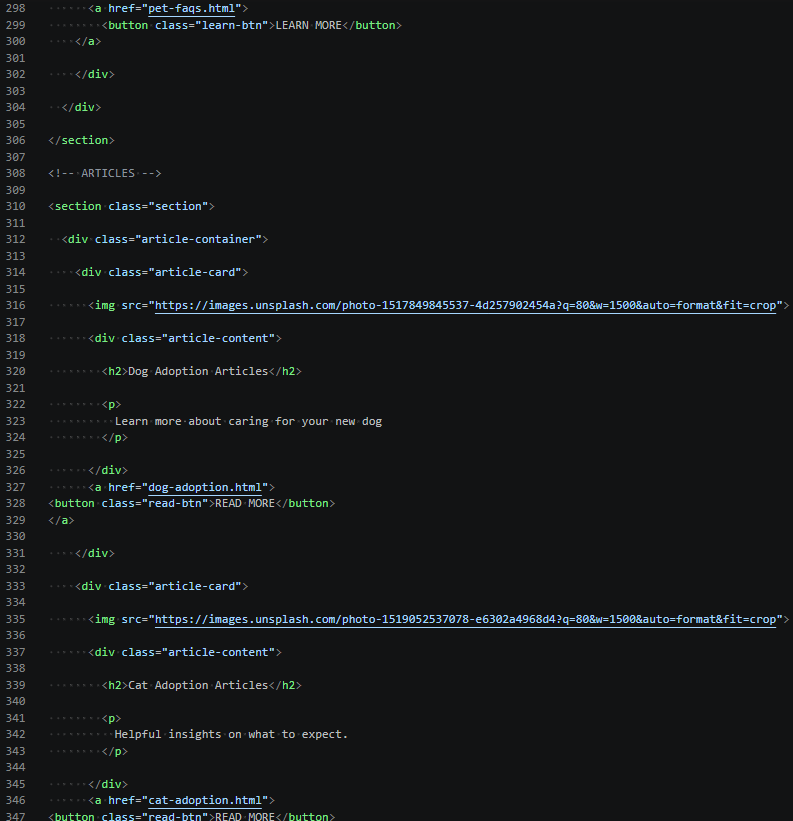 298 <a href="pet-faqs.html">
299 <button class="learn-btn">LEARN MORE</button>
300 </a>
301
302 </div>
303
304 </div>
305
306 </section>
307
308 <!-- ARTICLES -->
309
310 <section class="section">
311
312 <div class="article-container">
313
314 <div class="article-card">
315
316 <img src="https://images.unsplash.com/photo-1517849845537-4d257902454a?q=80&w=1500&auto=format&fit=crop">
317
318 <div class="article-content">
319
320 <h2>Dog Adoption Articles</h2>
321
322 <p>
323 Learn more about caring for your new dog
324 </p>
325
326 </div>
327 <a href="dog-adoption.html">
328 <button class="read-btn">READ MORE</button>
329 </a>
330
331 </div>
332
333 <div class="article-card">
334
335 <img src="https://images.unsplash.com/photo-1519052537078-e6302a4968d4?q=80&w=1500&auto=format&fit=crop">
336
337 <div class="article-content">
338
339 <h2>Cat Adoption Articles</h2>
340
341 <p>
342 Helpful insights on what to expect.
343 </p>
344
345 </div>
346 <a href="cat-adoption.html">
347 <button class="read-btn">READ MORE</button>